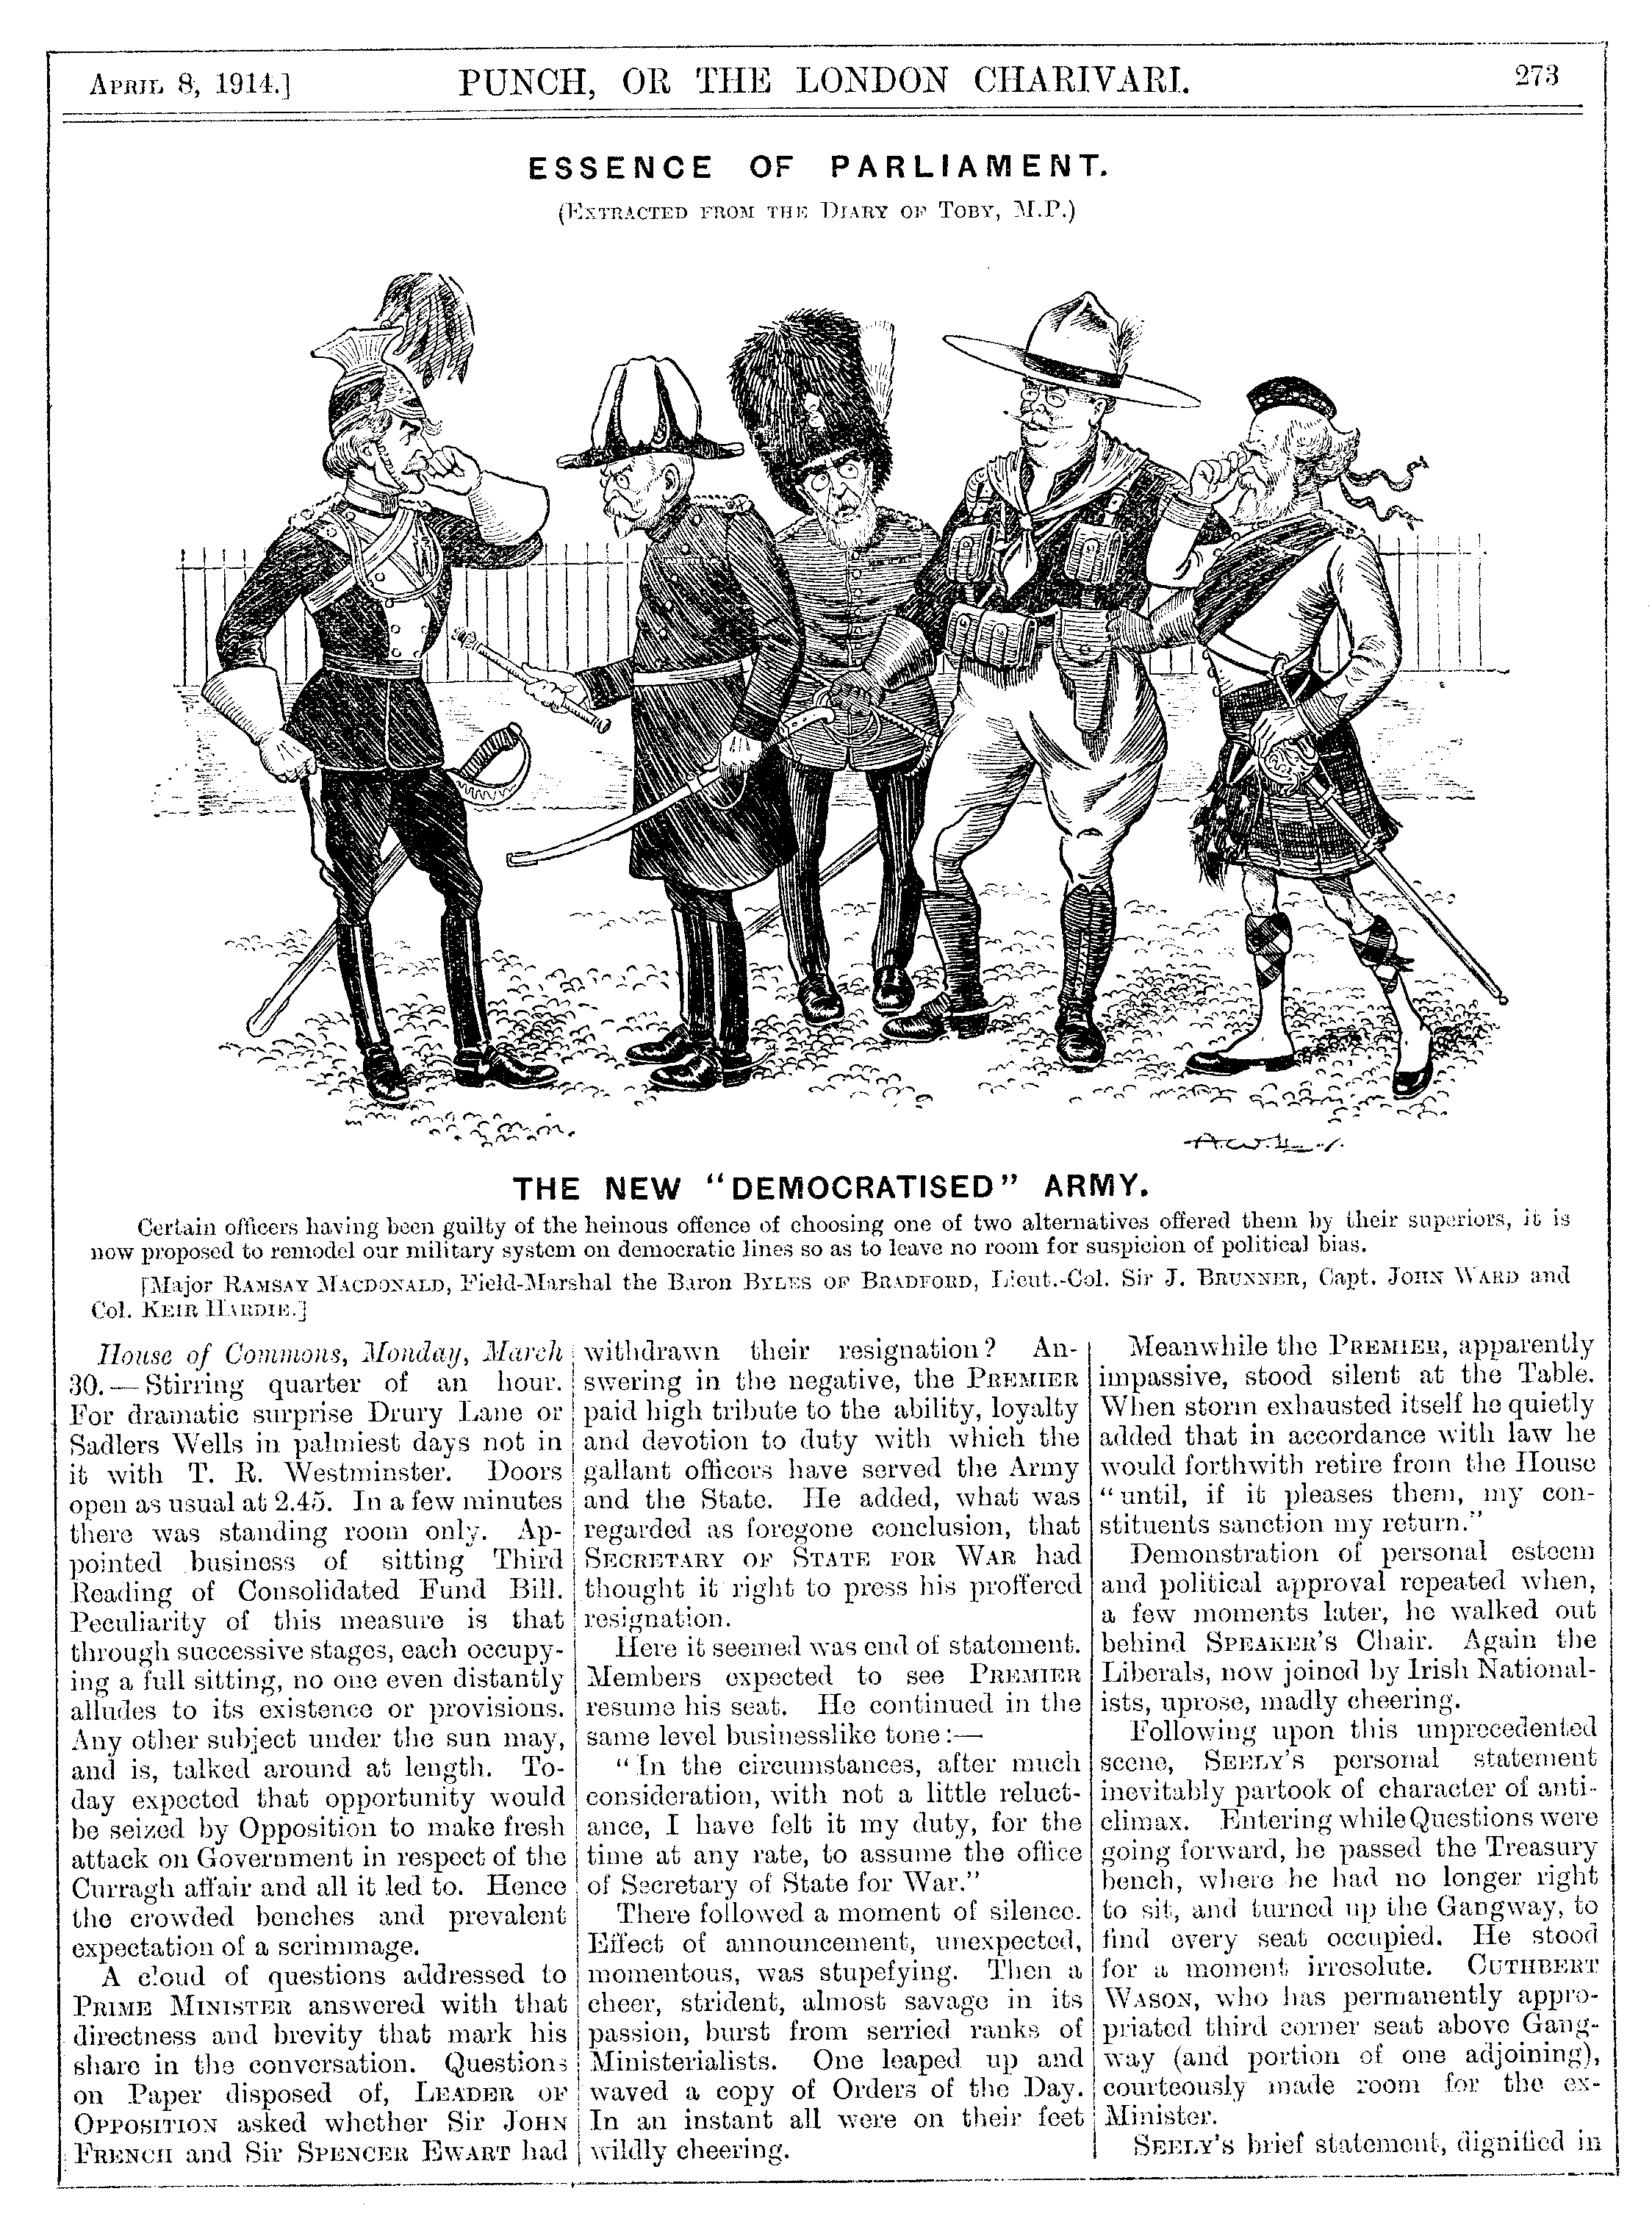 APRIL 8, 1914.]
PUNCH, OR THE LONDON CHARIVARI.
273
ESSENCE OF PARLIAMENT.
(EXTRACTED FROM THE DIARY OF TOBY, M.P.)
THE NEW “DEMOCRATISED” ARMY.
Certain officers having been guilty of the heinous offence of choosing one of two alternatives offered them by their superiors, it is
now proposed to remodel our military system on democratic lines so as to leave no room for suspicion of political bias.
[Major RAMSAY MACDONALD, Field-Marshal the Baron BYLES OF BRADFORD, Lieut.-Col. Sir J. BRUNNER, Capt. JOHN WARD and
Col. KEIR HARDIE.]
House of Commons, Monday, March
30.—Stirring quarter of an hour.
For dramatic surprise Drury Lane or
Sadlers Wells in palmiest days not in
it with T. R. Westminster. Doors
open as usual at 2.45. In a few minutes
there was standing room only. Ap-
pointed business of sitting Third
Reading of Consolidated Fund Bill.
Peculiarity of this measure is that
through successive stages, each occupy-
ing a full sitting, no one even distantly
alludes to its existence or provisions.
Any other subject under the sun may,
and is, talked around at length. To-
day expected that opportunity would
be seized by Opposition to make fresh
attack on Government in respect of the
Curragh affair and all it led to. Hence
the crowded benches and prevalent
expectation of a scrimmage.
A cloud of questions addressed to
PRIME MINISTER answered with that
directness and brevity that mark his
share in the conversation. Questions
on Paper disposed of, LEADER OF
OPPOSITION asked whether Sir JOHN
FRENCH and Sir SPENCER EWART had
withdrawn their resignation? An-
swering in the negative, the PREMIER
paid high tribute to the ability, loyalty
and devotion to duty with which the
gallant officers have served the Army
and the State. He added, what was
regarded as foregone conclusion, that
SECRETARY OF STATE FOR WAR had
thought it right to press his proffered
resignation.
Here it seemed was end of statement.
Members expected to see PREMIER
resume his seat. He continued in the
same level businesslike tone:—
“In the circumstances, after much
consideration, with not a little reluct-
ance, I have felt it my duty, for the
time at any rate, to assume the office
of Secretary of State for War.”
There followed a moment of silence.
Effect of announcement, unexpected,
momentous, was stupefying. Then a
cheer, strident, almost savage in its
passion, burst from serried ranks of
Ministerialists. One leaped up and
waved a copy of Orders of the Day.
In an instant all were on their feet
wildly cheering.
Meanwhile the PREMIER, apparently
impassive, stood silent at the Table.
When storm exhausted itself he quietly
added that in accordance with law he
would forthwith retire from the House
“until, if it pleases them, my con-
stituents sanction my return.”
Demonstration of personal esteem
and political approval repeated when,
a few moments later, he walked out
behind SPEAKER’S Chair. Again the
Liberals, now joined by Irish National-
ists, uprose, madly cheering.
Following upon this unprecedented
scene, SEELY’S personal statement
inevitably partook of character of anti-
climax. Entering while Questions were
going forward, he passed the Treasury
bench, where he had no longer right
to sit, and turned up the Gangway, to
find every seat occupied. He stood
for a moment irresolute. CUTHBERT
WASON, who has permanently appro-
priated third corner seat above Gang-
way (and portion of one adjoining),
courteously made room for the ex-
Minister.
SEELY’S brief statement, dignified in